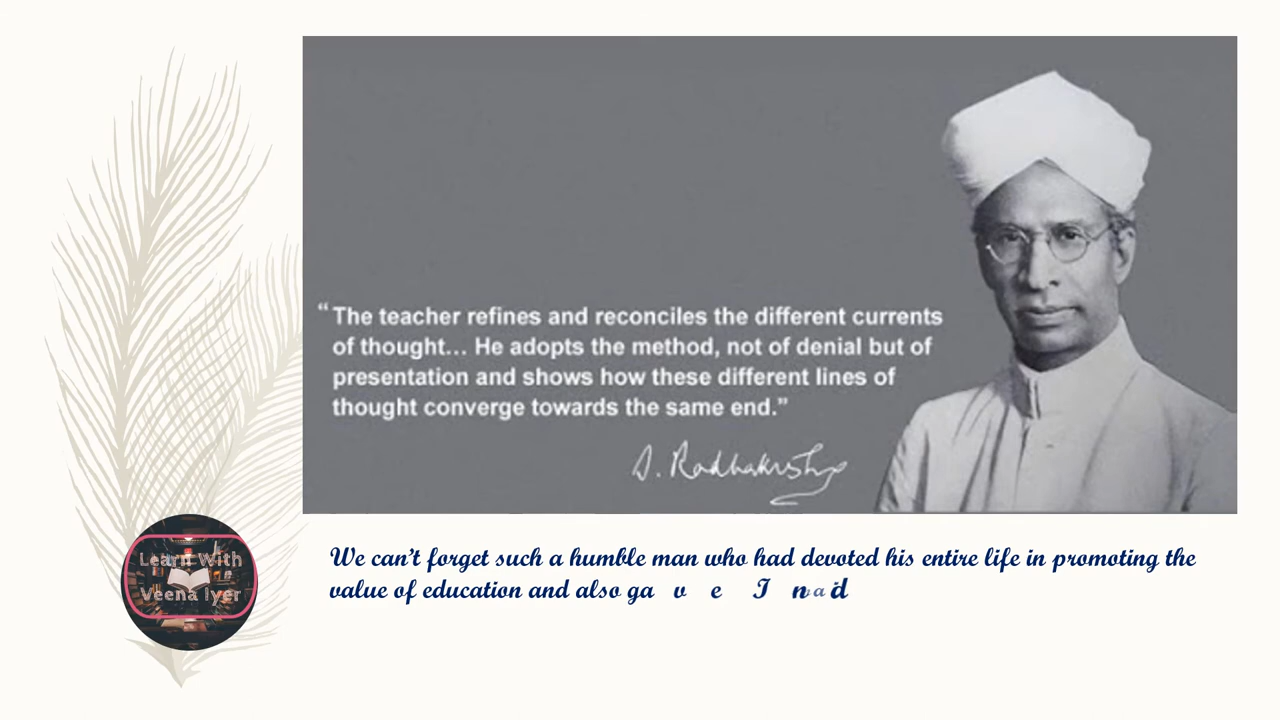 “The teacher refines and reconciles the different currents
of thought... He adopts the method, not of denial but of
presentation and shows how these different lines of
thought converge towards the same end.”
S. Radhakrishn
We can’t forget such a humble man who had devoted his entire life in promoting the
value of education and also gave
Learn With
Veena Iyer